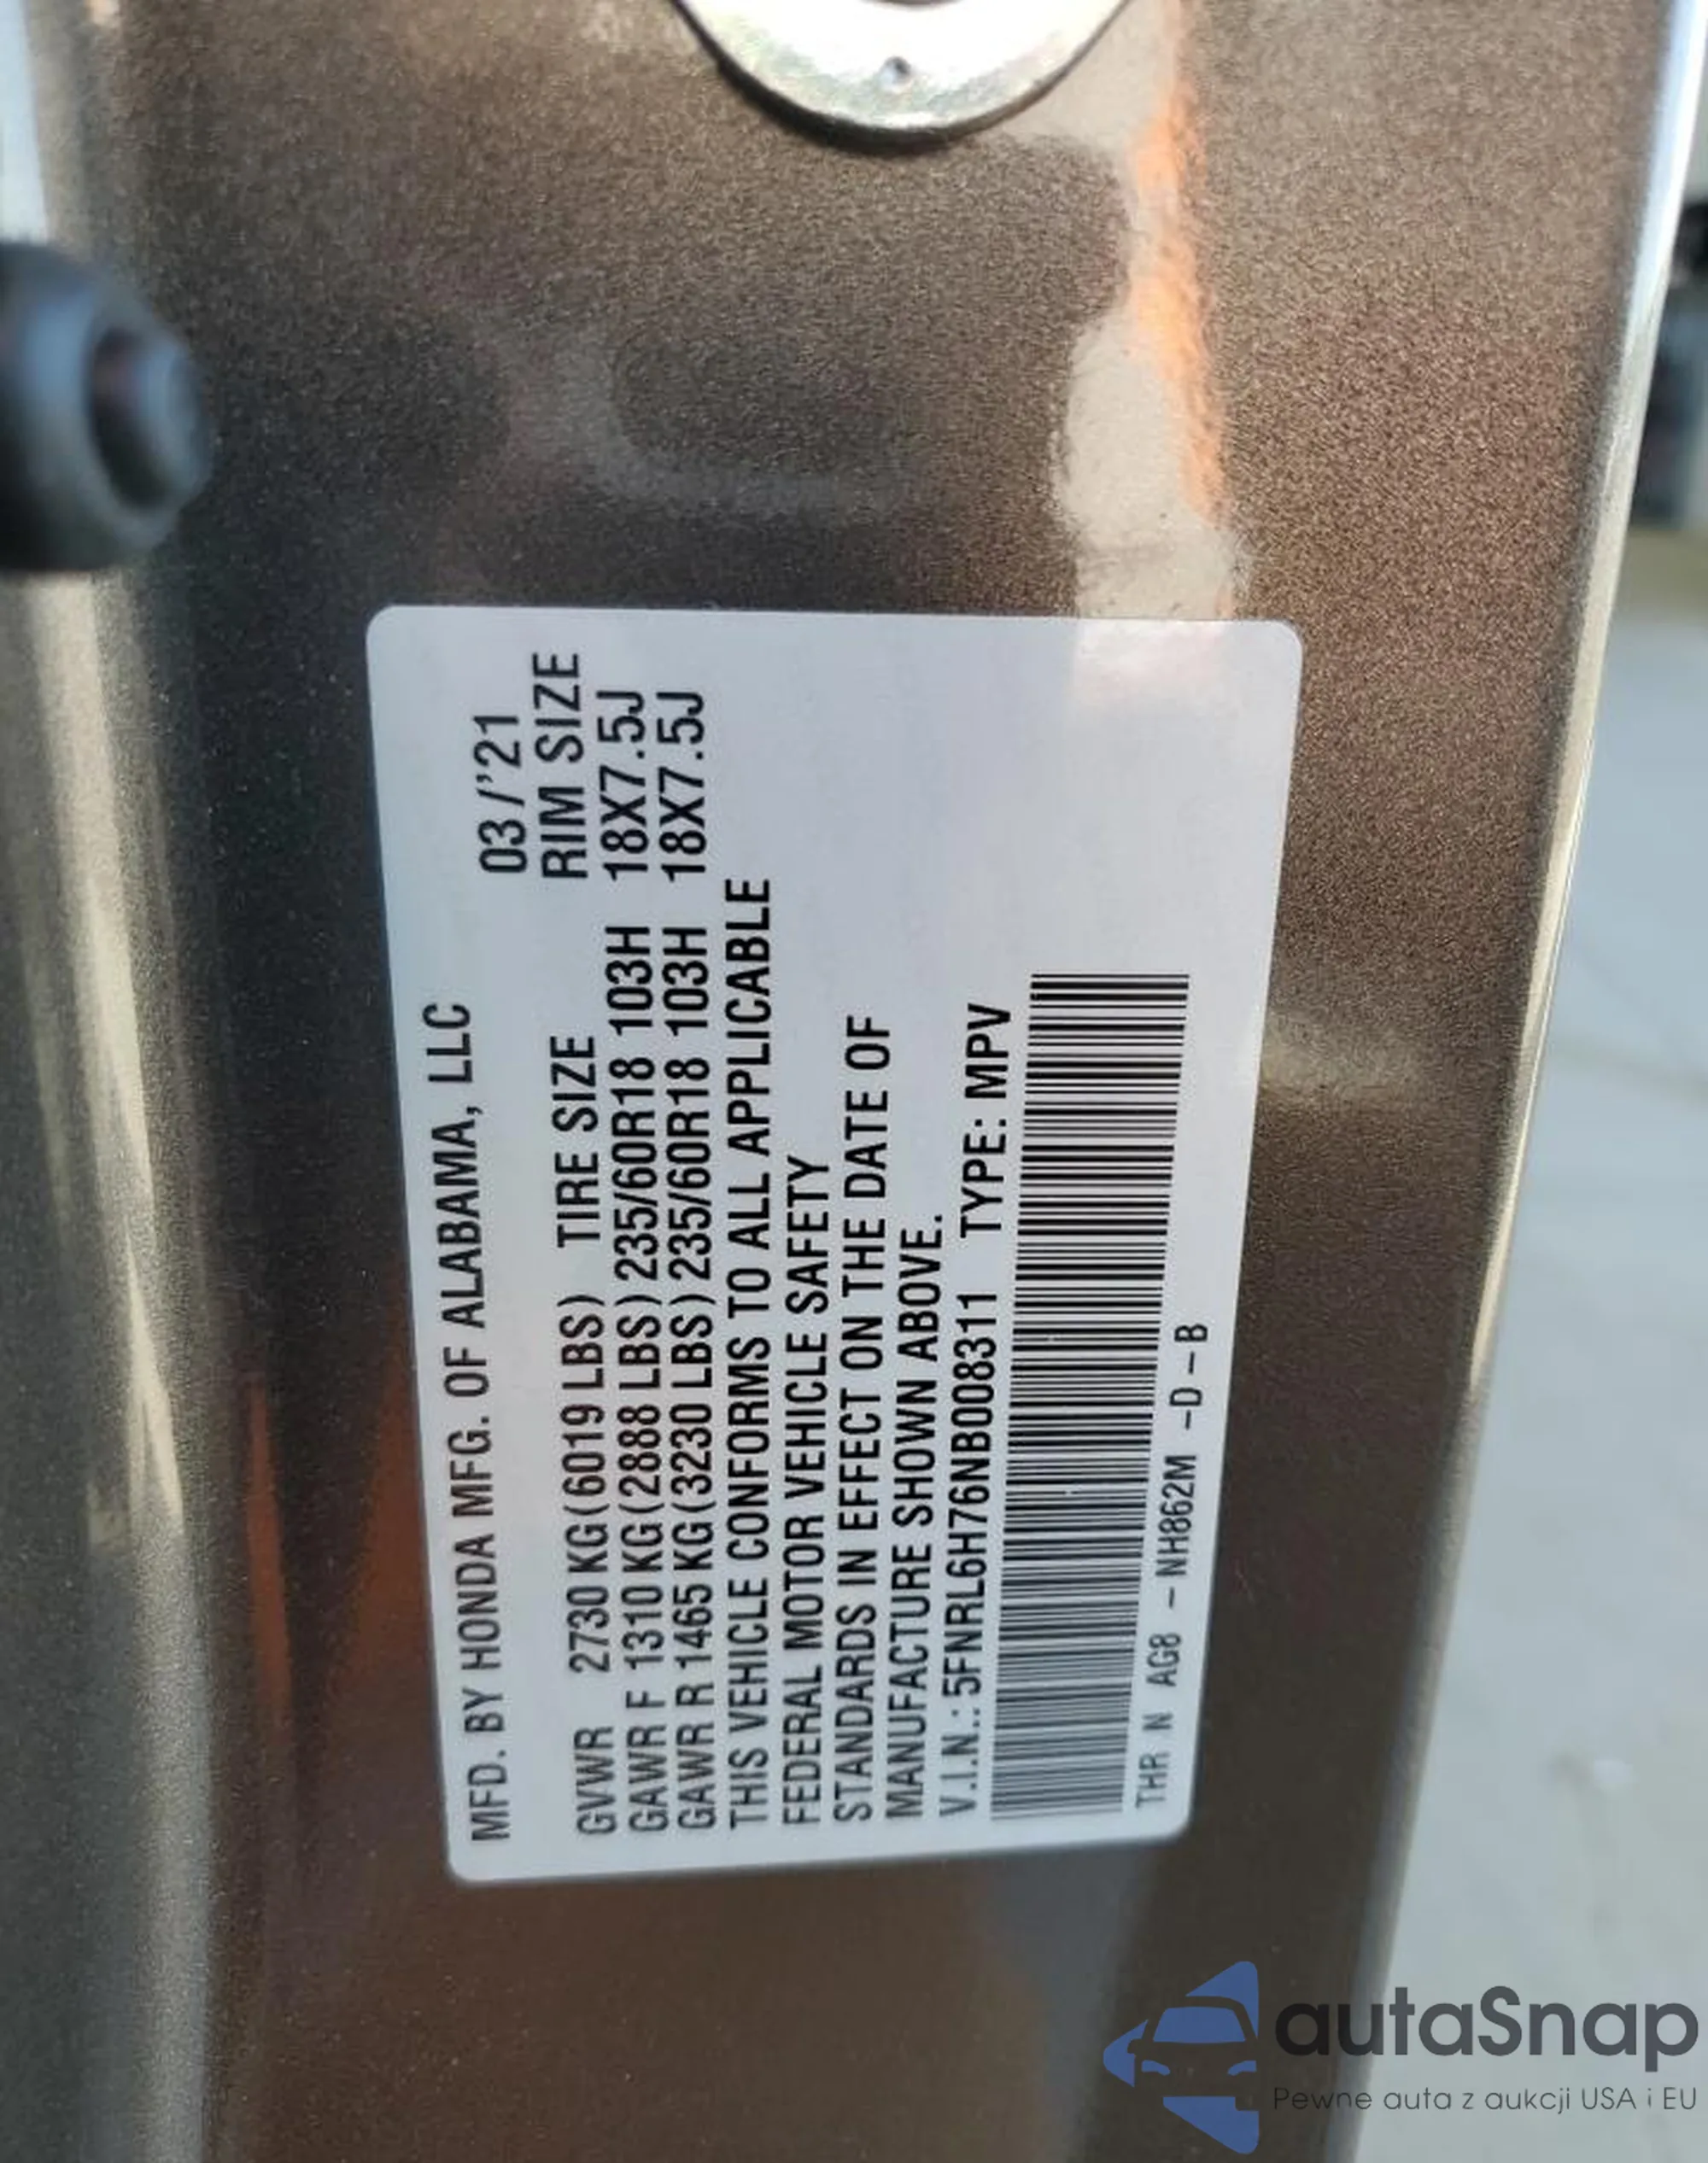 MFD. BY HONDA MFG. OF ALABAMA, LLC
03/'21
GVWR 2730 KG (6019 LBS) TIRE SIZE RIM SIZE
GAWR F 1310 KG (2888 LBS) 235/60R18 103H 18X7.5J
GAWR R 1465 KG (3230 LBS) 235/60R18 103H 18X7.5J
THIS VEHICLE CONFORMS TO ALL APPLICABLE
FEDERAL MOTOR VEHICLE SAFETY
STANDARDS IN EFFECT ON THE DATE OF
MANUFACTURE SHOWN ABOVE.
V.I.N.: 5FNRL6H76NB008311 TYPE: MPV
THR N AG8 -NH862M -D-B
autaSnap
Pewne auta z aukcji USA i EU